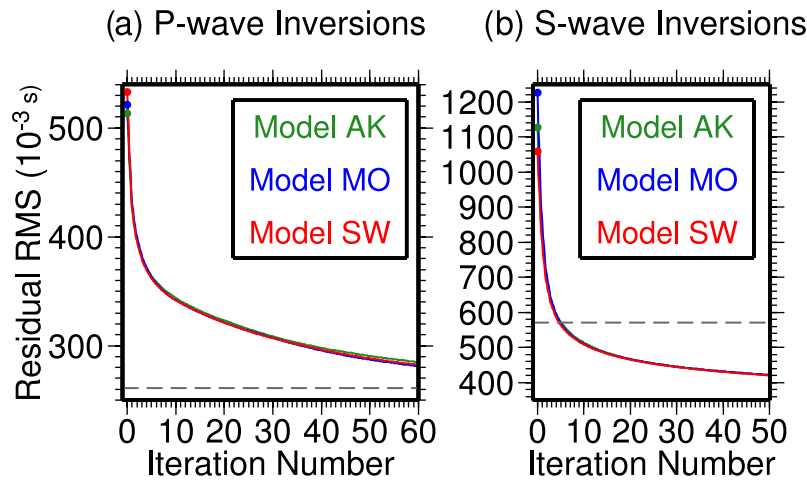 (a) P-wave Inversions
Residual RMS (10⁻³ s)
500
400
300
Model AK
Model MO
Model SW
0 10 20 30 40 50 60
Iteration Number
(b) S-wave Inversions
1200
1100
1000
900
800
700
600
500
400
Model AK
Model MO
Model SW
0 10 20 30 40 50
Iteration Number